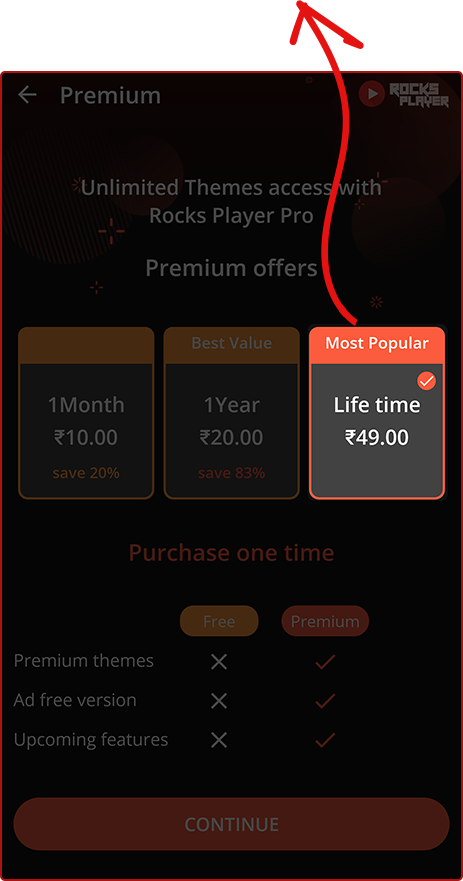 Premium
ROCKS
PLAYER
Unlimited Themes access with
Rocks Player Pro
Premium offers
Best Value
Most Popular
1Month
₹10.00
save 20%
1Year
₹20.00
save 83%
Life time
₹49.00
Purchase one time
Free
Premium
Premium themes
Ad free version
Upcoming features
CONTINUE